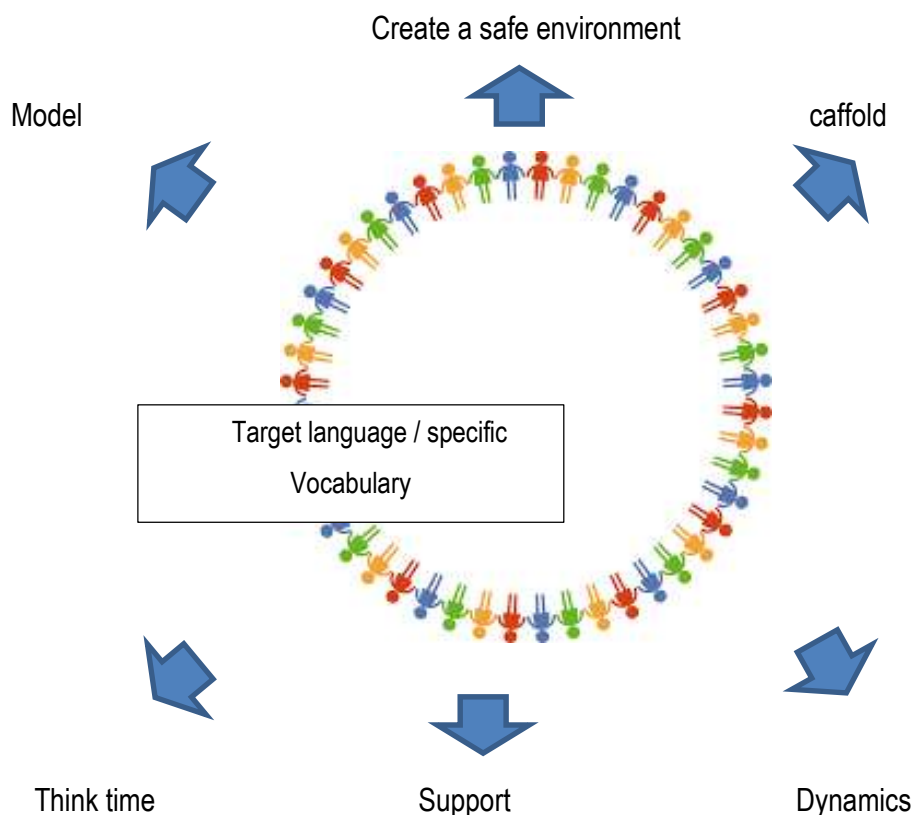 Create a safe environment
Model
caffold
Target language / specific
Vocabulary
Think time
Support
Dynamics